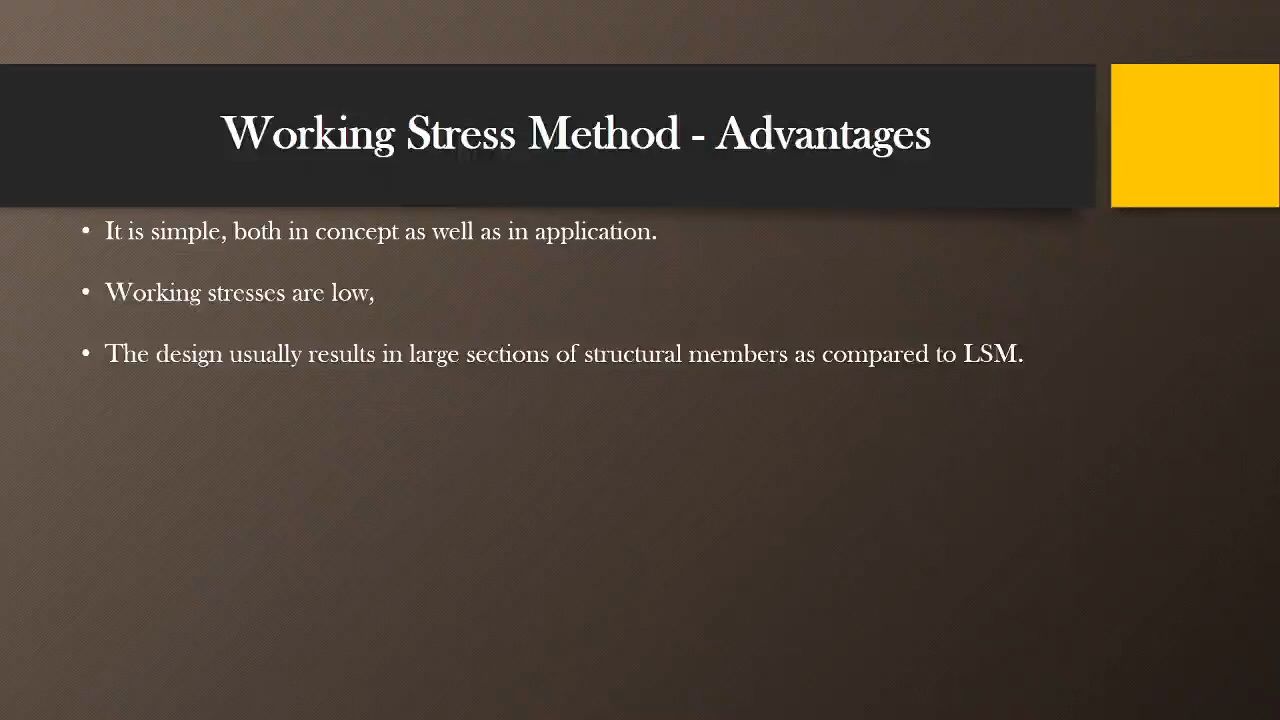 Working Stress Method - Advantages
• It is simple, both in concept as well as in application.
• Working stresses are low,
• The design usually results in large sections of structural members as compared to LSM.